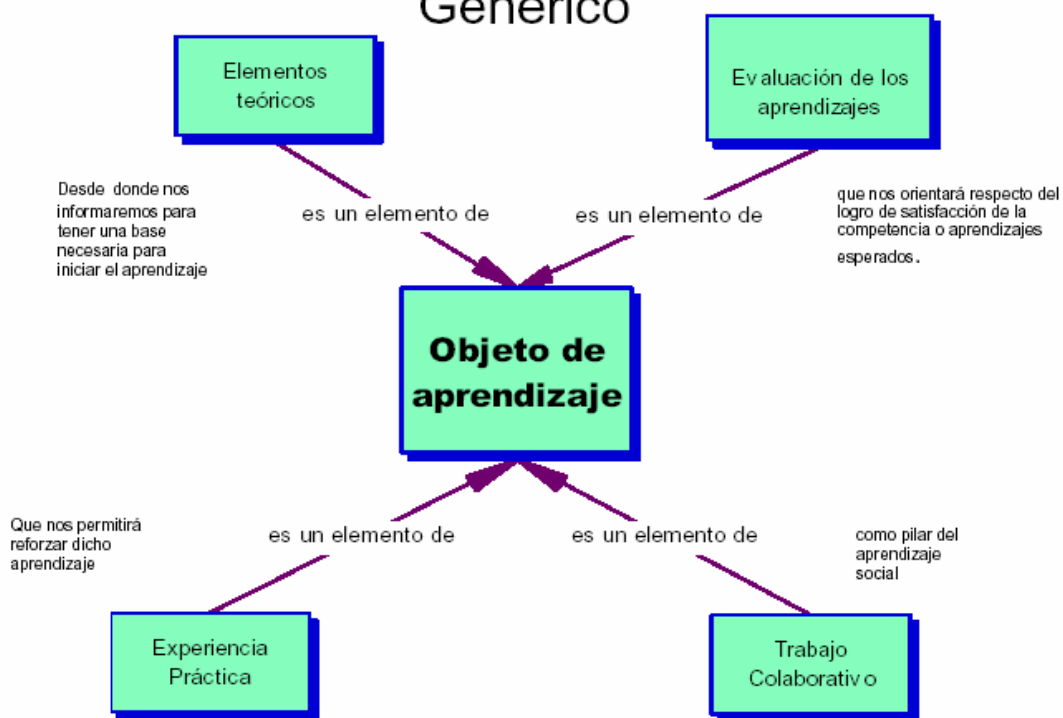 Genérico
Elementos
teóricos
Evaluación de los
aprendizajes
Desde donde nos
informaremos para
tener una base
necesaria para
iniciar el aprendizaje
es un elemento de
es un elemento de
que nos orientará respecto del
logro de satisfacción de la
competencia o aprendizajes
esperados.
Objeto de
aprendizaje
Que nos permitirá
reforzar dicho
aprendizaje
es un elemento de
es un elemento de
como pilar del
aprendizaje
social
Experiencia
Práctica
Trabajo
Colaborativo